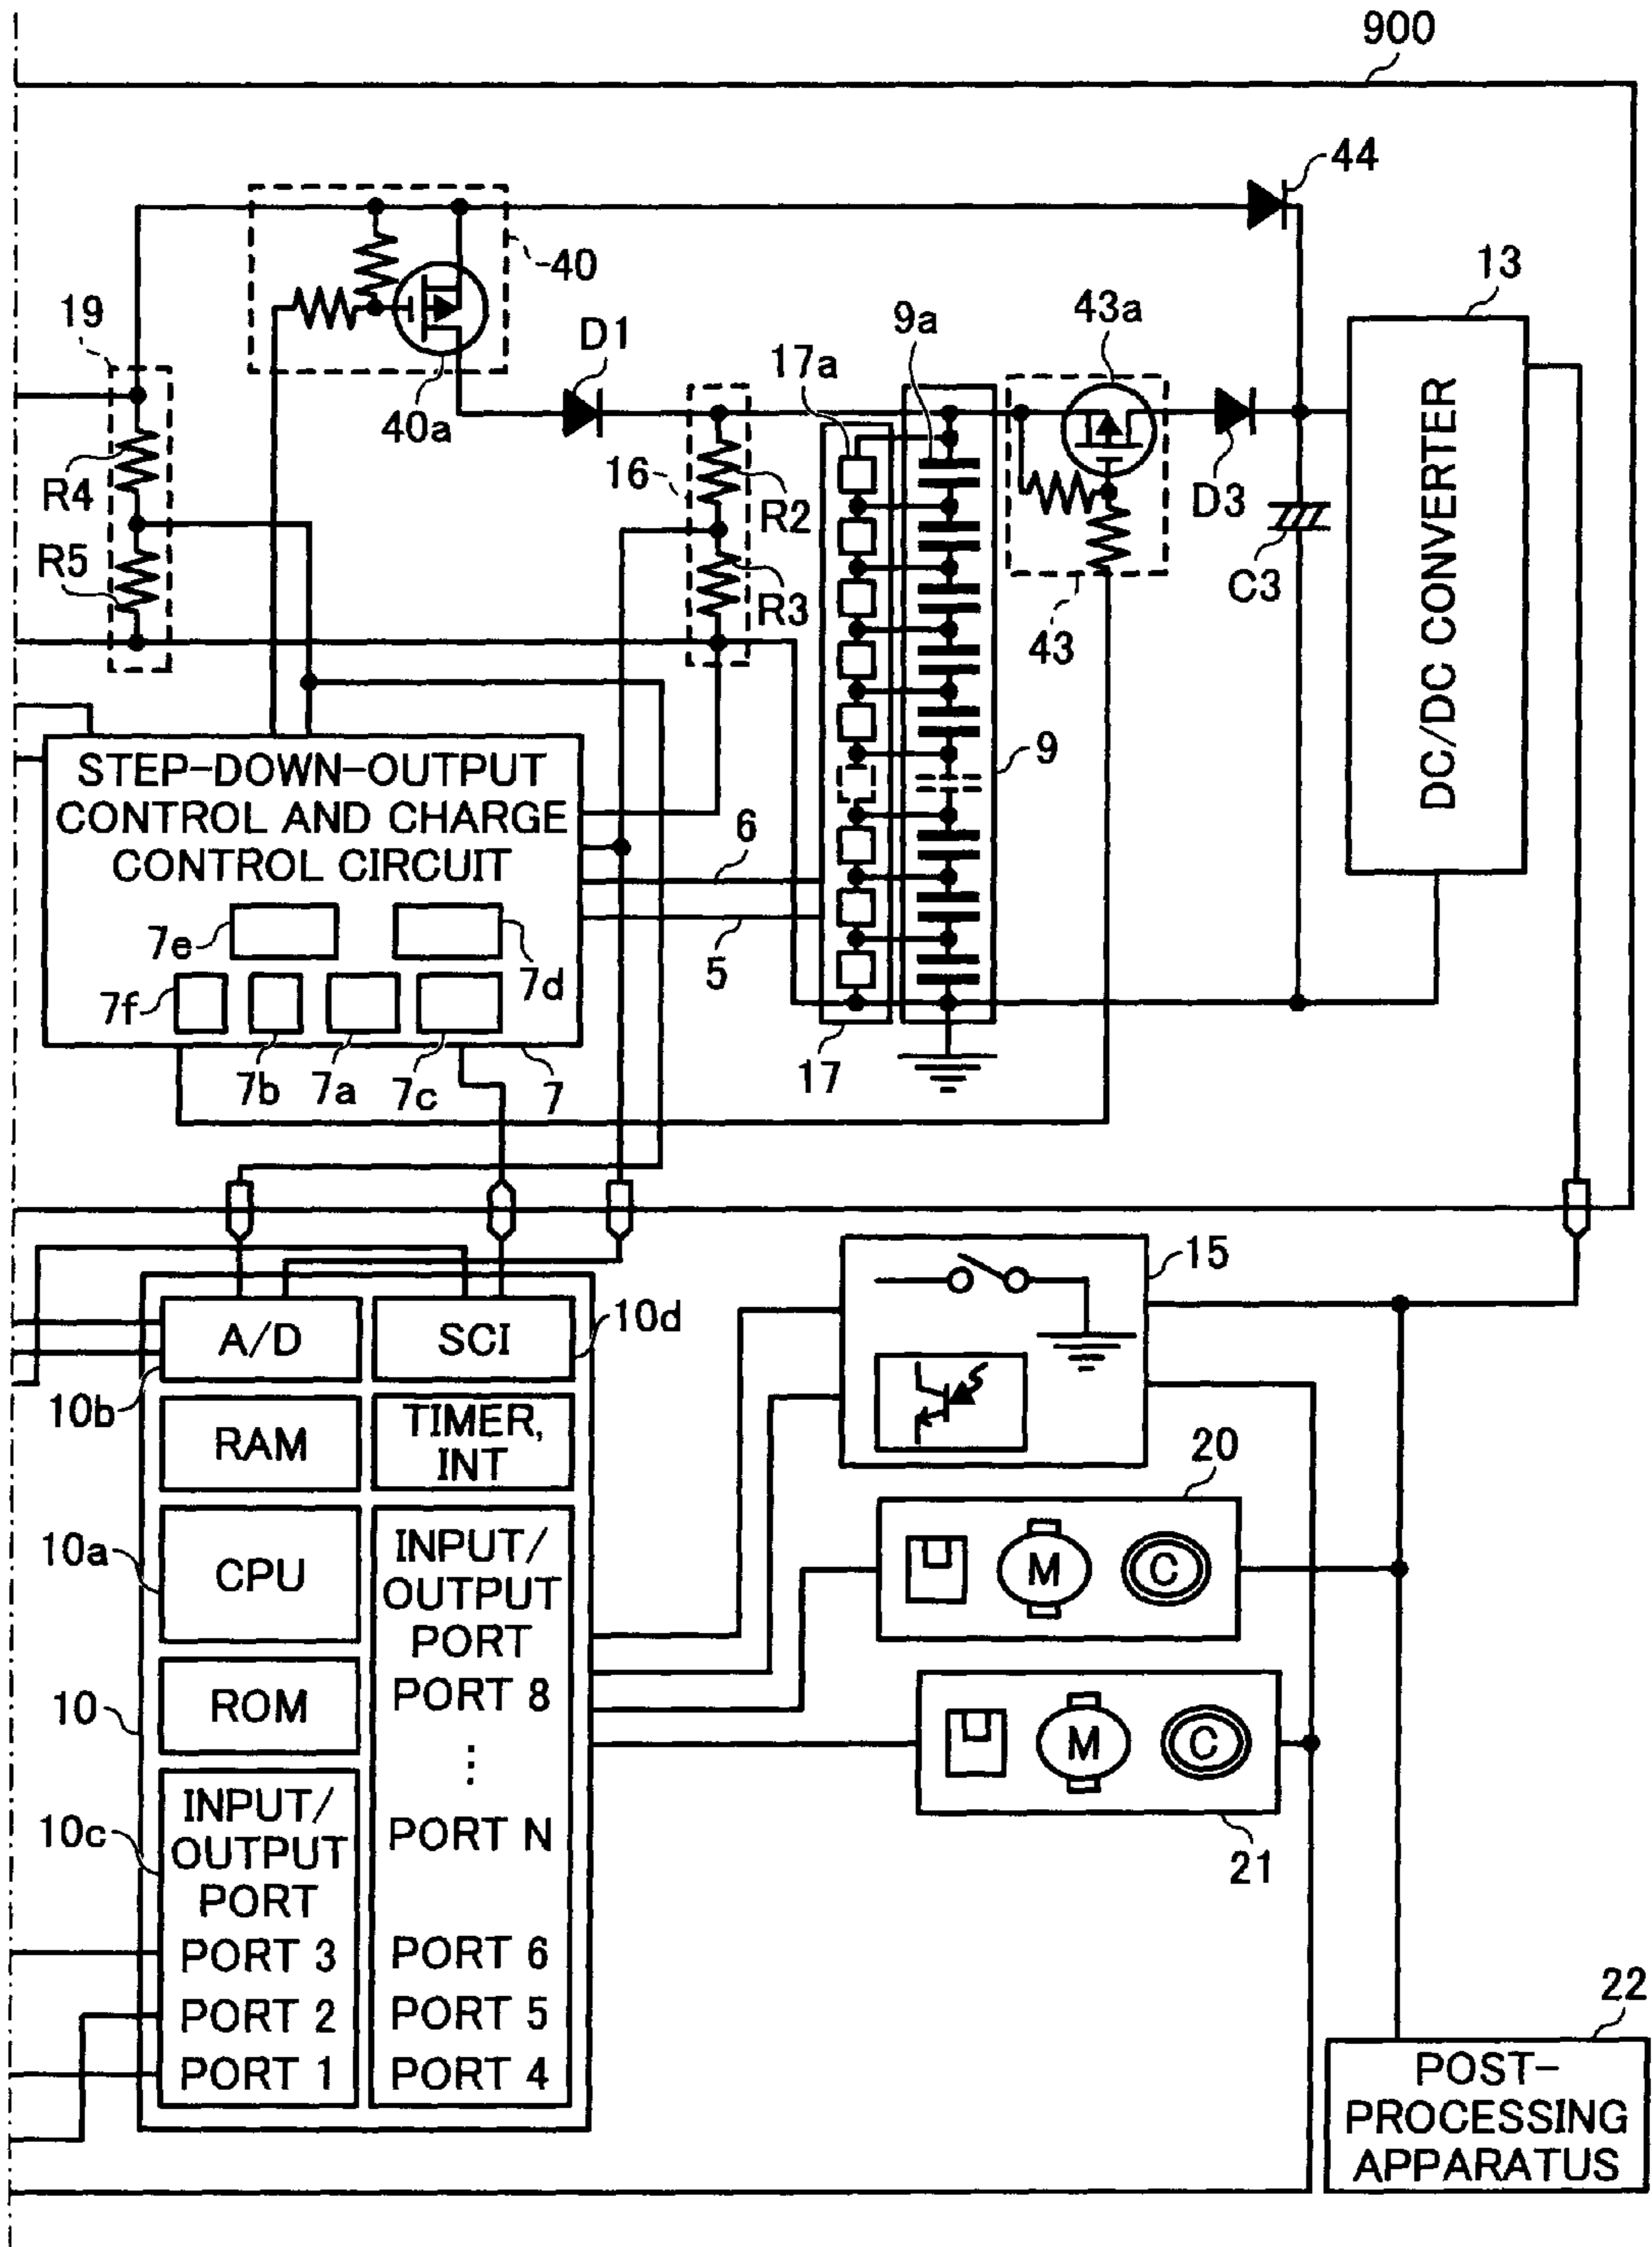 900
44
40
13
19
43a
9a
D1
17a
40a
R4
16
R2
D3
R5
R3
C3
43
DC/DC CONVERTER
9
STEP-DOWN-OUTPUT
CONTROL AND CHARGE
CONTROL CIRCUIT
6
7e
5
7d
7f
7b
7a
7c
7
17
15
A/D
SCI
10d
10b
RAM
TIMER,
INT
20
10a
CPU
INPUT/
OUTPUT
PORT
M
C
10
ROM
PORT 8
M
C
10c
INPUT/
OUTPUT
PORT
PORT N
21
PORT 3
PORT 6
22
PORT 2
PORT 5
PORT 1
PORT 4
POST-
PROCESSING
APPARATUS